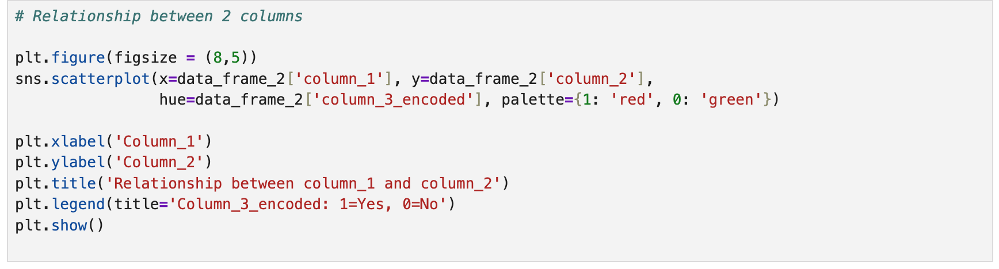 # Relationship between 2 columns
plt.figure(figsize = (8,5))
sns.scatterplot(x=data_frame_2['column_1'], y=data_frame_2['column_2'],
                hue=data_frame_2['column_3_encoded'], palette={1: 'red', 0: 'green'})
plt.xlabel('Column_1')
plt.ylabel('Column_2')
plt.title('Relationship between column_1 and column_2')
plt.legend(title='Column_3_encoded: 1=Yes, 0=No')
plt.show()